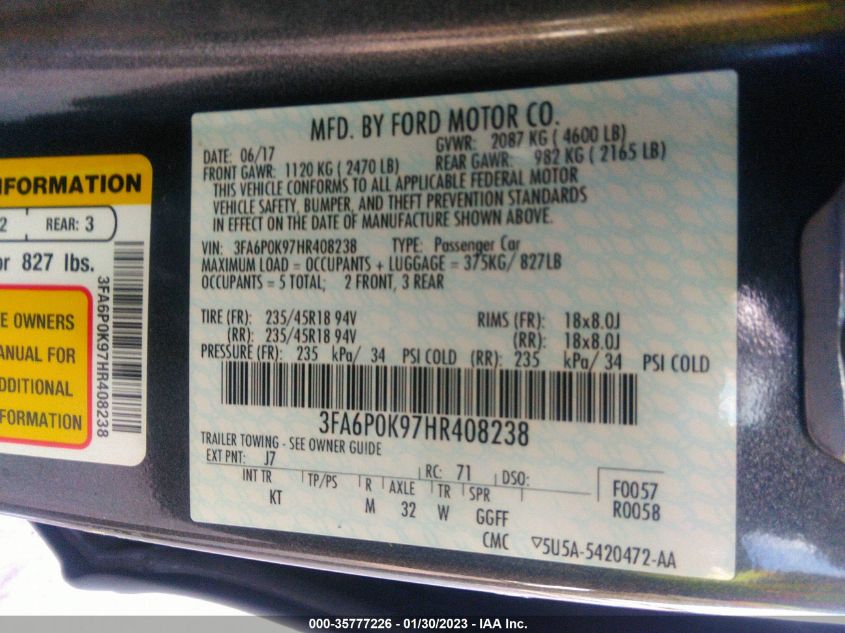 MFD. BY FORD MOTOR CO.
DATE: 06/17 GVWR: 2087 KG ( 4600 LB)
FRONT GAWR: 1120 KG ( 2470 LB) REAR GAWR: 982 KG ( 2165 LB)
THIS VEHICLE CONFORMS TO ALL APPLICABLE FEDERAL MOTOR
VEHICLE SAFETY, BUMPER, AND THEFT PREVENTION STANDARDS
IN EFFECT ON THE DATE OF MANUFACTURE SHOWN ABOVE.
VIN: 3FA6P0K97HR408238 TYPE: Passenger Car
MAXIMUM LOAD = OCCUPANTS + LUGGAGE = 375KG/ 827LB
OCCUPANTS = 5 TOTAL; 2 FRONT, 3 REAR
TIRE (FR): 235/45R18 94V RIMS (FR): 18x8.0J
(RR): 235/45R18 94V (RR): 18x8.0J
PRESSURE (FR): 235 kPa/ 34 PSI COLD (RR): 235 kPa/ 34 PSI COLD
3FA6P0K97HR408238
TRAILER TOWING - SEE OWNER GUIDE
EXT PNT: J7 RC: 71 DSO:
INT TR TP/PS R AXLE TR SPR
KT M 32 W GGFF
F0057
R0058
CMC ▽5U5A-5420472-AA
NFORMATION
2 REAR: 3
or 827 lbs.
E OWNERS
ANUAL FOR
DDITIONAL
FORMATION
3FA6P0K97HR408238
000-35777226 - 01/30/2023 - IAA Inc.